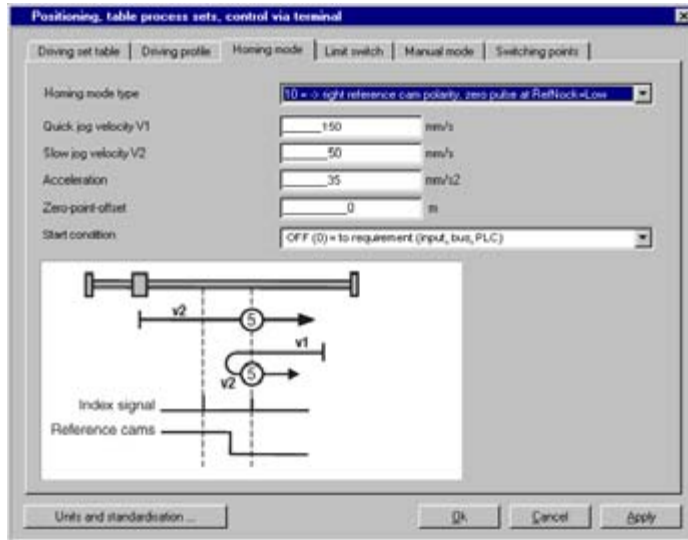 Positioning, table process sets, control via terminal
Driving set table
Driving profile
Homing mode
Limit switch
Manual mode
Switching points
Homing mode type
10 = -> right reference cam polarity, zero pulse at RefNock=Low
Quick jog velocity V1
150
mm/s
Slow jog velocity V2
50
mm/s
Acceleration
35
mm/s2
Zero-point-offset
0
m
Start condition
OFF (0) = to requirement (input, bus, PLC)
v2
5
v1
v2
5
Index signal
Reference cams
Units and standardisation ...
Ok
Cancel
Apply